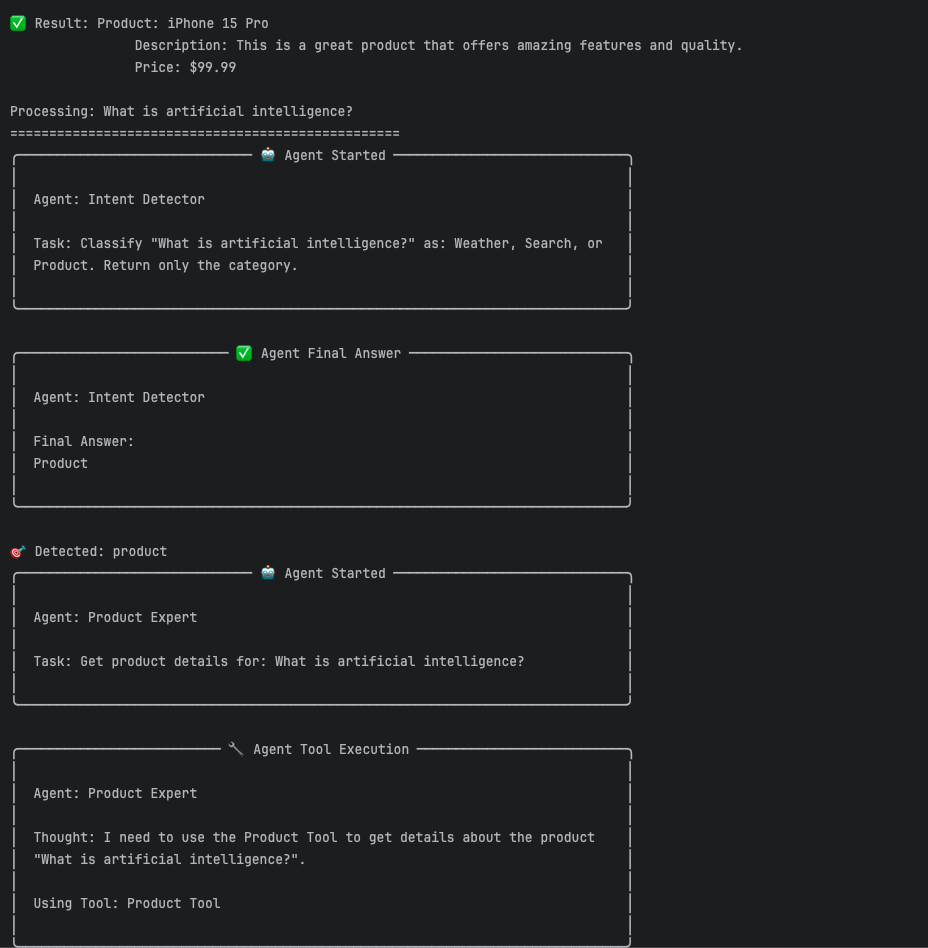 ✅ Result: Product: iPhone 15 Pro
Description: This is a great product that offers amazing features and quality.
Price: $99.99
Processing: What is artificial intelligence?
==================================================
🤖 Agent Started
Agent: Intent Detector
Task: Classify "What is artificial intelligence?" as: Weather, Search, or
Product. Return only the category.
✅ Agent Final Answer
Agent: Intent Detector
Final Answer:
Product
🎯 Detected: product
🤖 Agent Started
Agent: Product Expert
Task: Get product details for: What is artificial intelligence?
🔧 Agent Tool Execution
Agent: Product Expert
Thought: I need to use the Product Tool to get details about the product
"What is artificial intelligence?".
Using Tool: Product Tool